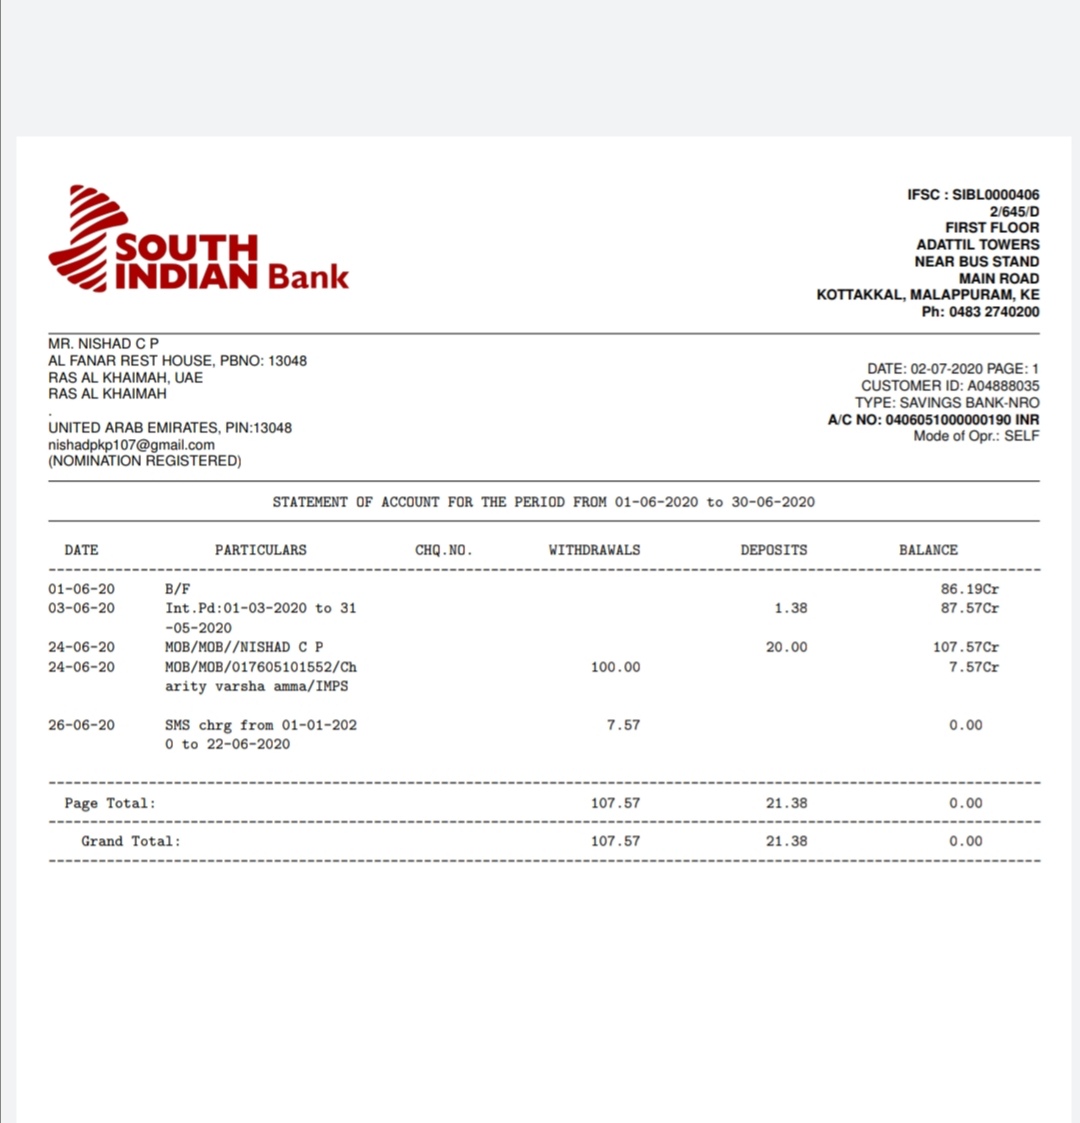 SOUTH
INDIAN Bank
IFSC : SIBL0000406
2/645/D
FIRST FLOOR
ADATTIL TOWERS
NEAR BUS STAND
MAIN ROAD
KOTTAKKAL, MALAPPURAM, KE
Ph: 0483 2740200
MR. NISHAD C P
AL FANAR REST HOUSE, PBNO: 13048
RAS AL KHAIMAH, UAE
RAS AL KHAIMAH
.
UNITED ARAB EMIRATES, PIN:13048
nishadpkp107@gmail.com
(NOMINATION REGISTERED)
DATE: 02-07-2020 PAGE: 1
CUSTOMER ID: A04888035
TYPE: SAVINGS BANK-NRO
A/C NO: 0406051000000190 INR
Mode of Opr.: SELF
STATEMENT OF ACCOUNT FOR THE PERIOD FROM 01-06-2020 to 30-06-2020
DATE PARTICULARS CHQ.NO. WITHDRAWALS DEPOSITS BALANCE
01-06-20 B/F 86.19Cr
03-06-20 Int.Pd:01-03-2020 to 31 1.38 87.57Cr
-05-2020
24-06-20 MOB/MOB//NISHAD C P 20.00 107.57Cr
24-06-20 MOB/MOB/017605101552/Ch 100.00 7.57Cr
arity varsha amma/IMPS
26-06-20 SMS chrg from 01-01-202 7.57 0.00
0 to 22-06-2020
Page Total: 107.57 21.38 0.00
Grand Total: 107.57 21.38 0.00